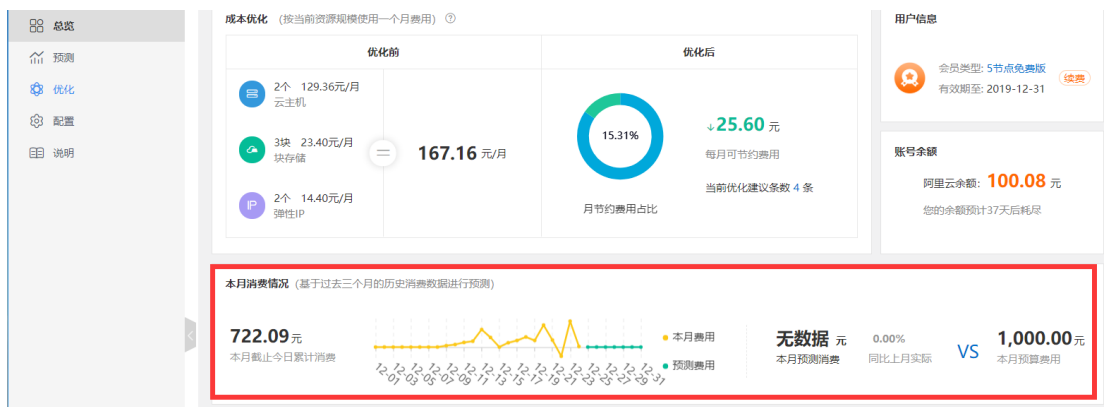 总览
预测
优化
配置
说明
成本优化 (按当前资源规模使用一个月费用) ?
优化前
优化后
2个 129.36元/月
云主机
3块 23.40元/月
块存储
IP
2个 14.40元/月
弹性IP
=
167.16 元/月
15.31%
月节约费用占比
↓25.60 元
每月可节约费用
当前优化建议条数 4 条
用户信息
会员类型: 5节点免费版
有效期至: 2019-12-31
续费
账号余额
阿里云余额: 100.08 元
您的余额预计37天后耗尽
本月消费情况 (基于过去三个月的历史消费数据进行预测)
722.09元
本月截止今日累计消费
12-01
12-03
12-05
12-07
12-09
12-11
12-13
12-15
12-17
12-19
12-21
12-23
12-25
12-27
12-29
12-31
本月费用
预测费用
无数据 元
本月预测消费
0.00%
同比上月实际
VS
1,000.00元
本月预算费用